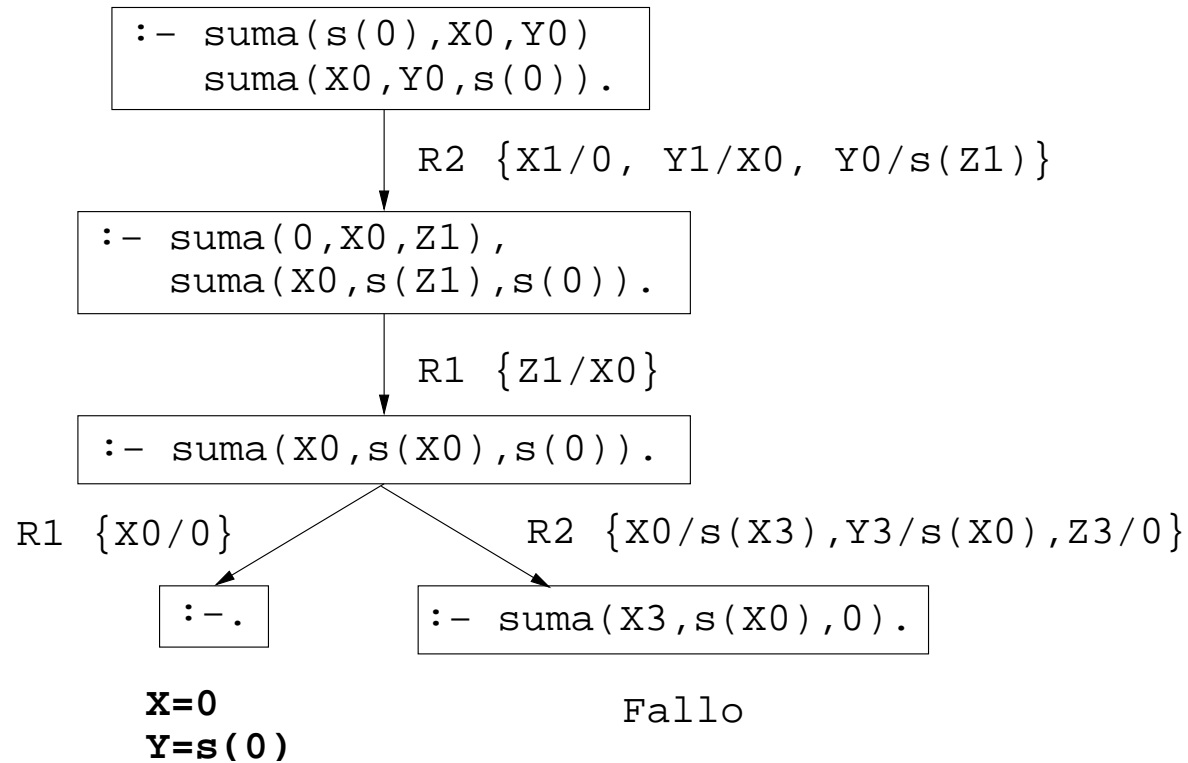 :- suma(s(0),X0,Y0)
suma(X0,Y0,s(0)).
R2 {X1/0, Y1/X0, Y0/s(Z1)}
:- suma(0,X0,Z1),
suma(X0,s(Z1),s(0)).
R1 {Z1/X0}
:- suma(X0,s(X0),s(0)).
R1 {X0/0}
R2 {X0/s(X3),Y3/s(X0),Z3/0}
:-.
:- suma(X3,s(X0),0).
X=0
Y=s(0)
Fallo